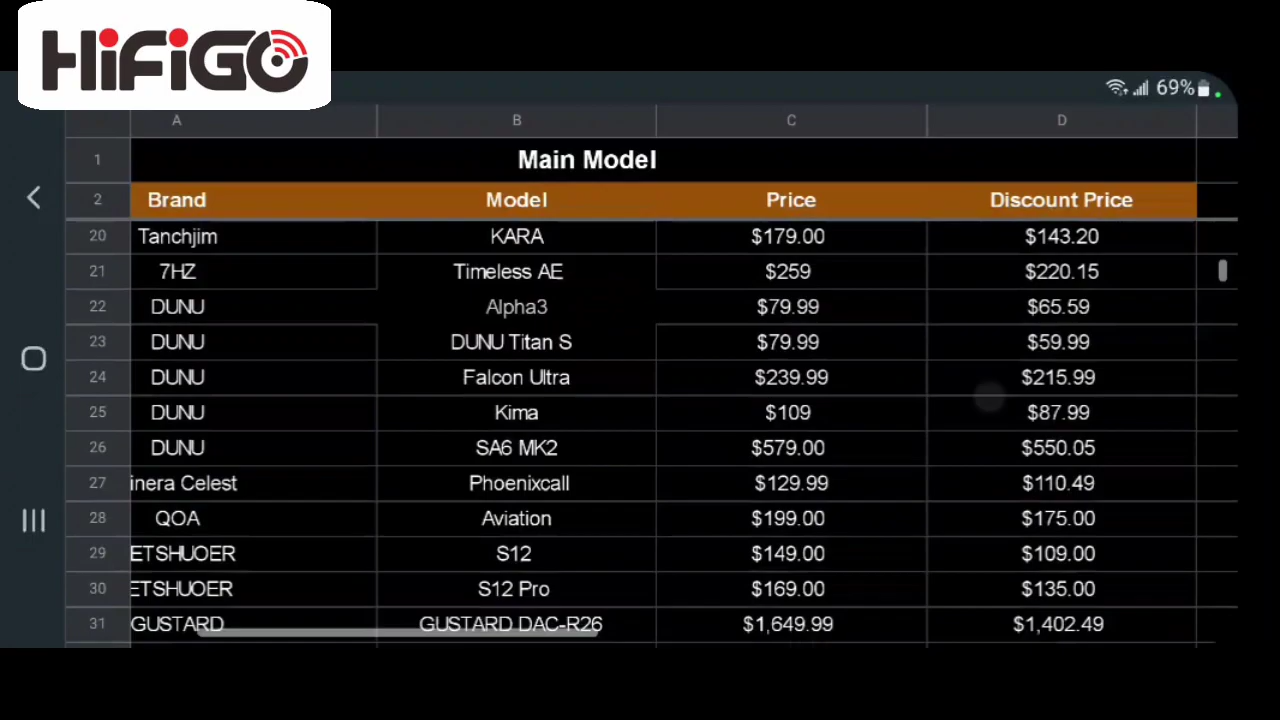 HiFiGO
69%
A B C D
1 Main Model
2 Brand Model Price Discount Price
20 Tanchjim KARA $179.00 $143.20
21 7HZ Timeless AE $259 $220.15
22 DUNU Alpha3 $79.99 $65.59
23 DUNU DUNU Titan S $79.99 $59.99
24 DUNU Falcon Ultra $239.99 $215.99
25 DUNU Kima $109 $87.99
26 DUNU SA6 MK2 $579.00 $550.05
27 inera Celest Phoenixcall $129.99 $110.49
28 QOA Aviation $199.00 $175.00
29 ETSHUOER S12 $149.00 $109.00
30 ETSHUOER S12 Pro $169.00 $135.00
31 GUSTARD GUSTARD DAC-R26 $1,649.99 $1,402.49